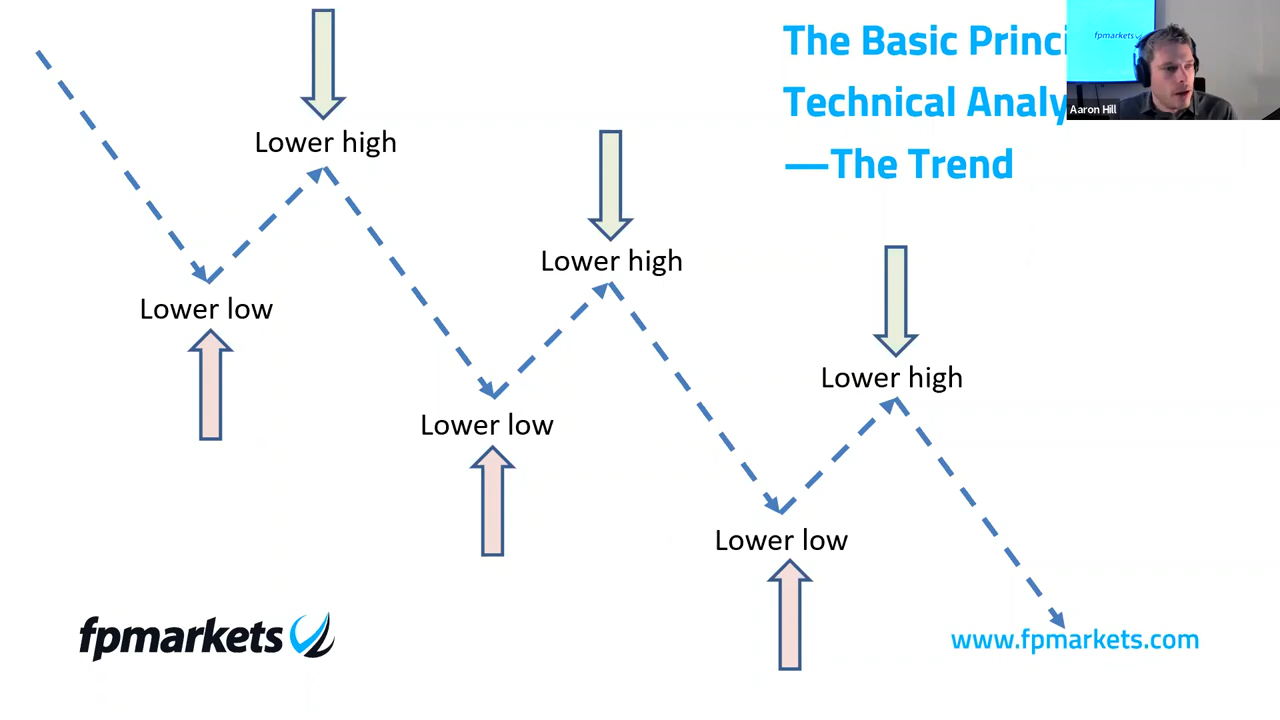 The Basic Princi
Technical Analy
—The Trend
fpmarkets
Aaron Hill
Lower high
Lower high
Lower low
Lower high
Lower low
Lower low
fpmarkets
www.fpmarkets.com